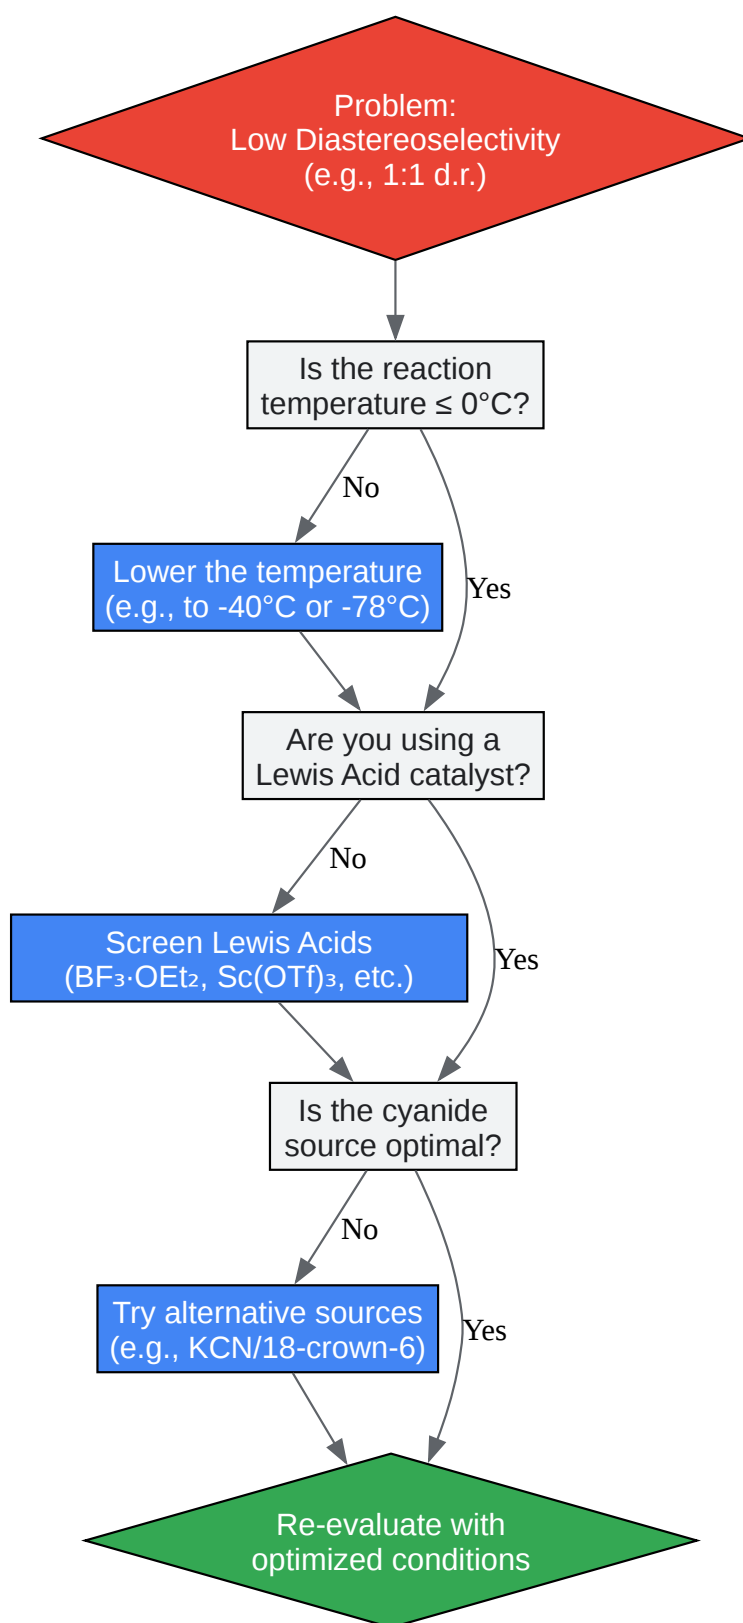 Problem:
Low Diastereoselectivity
(e.g., 1:1 d.r.)
Is the reaction
temperature ≤ 0°C?
No
Lower the temperature
(e.g., to -40°C or -78°C)
Yes
Are you using a
Lewis Acid catalyst?
No
Screen Lewis Acids
(BF₃·OEt₂, Sc(OTf)₃, etc.)
Yes
Is the cyanide
source optimal?
No
Try alternative sources
(e.g., KCN/18-crown-6)
Yes
Re-evaluate with
optimized conditions